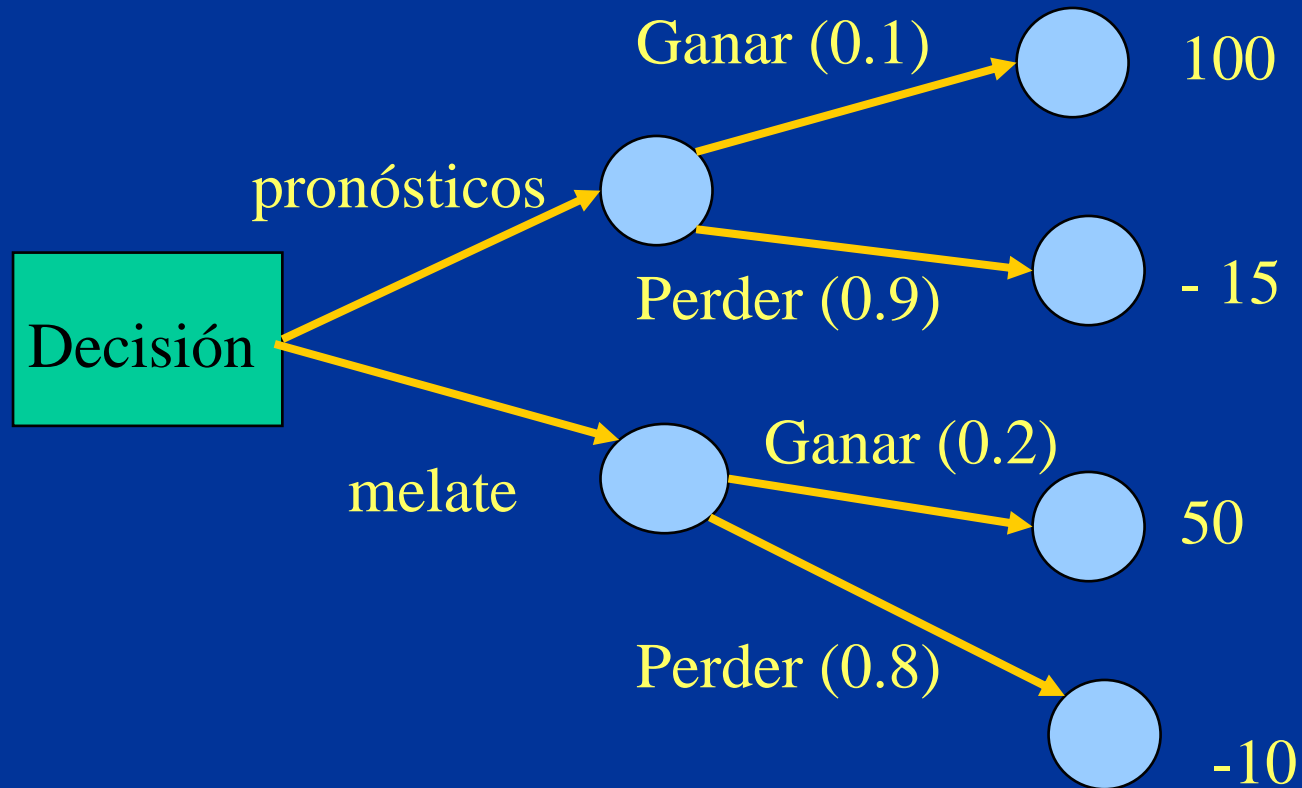 Ganar (0.1)
100
pronósticos
Perder (0.9)
- 15
Decisión
Ganar (0.2)
melate
50
Perder (0.8)
-10